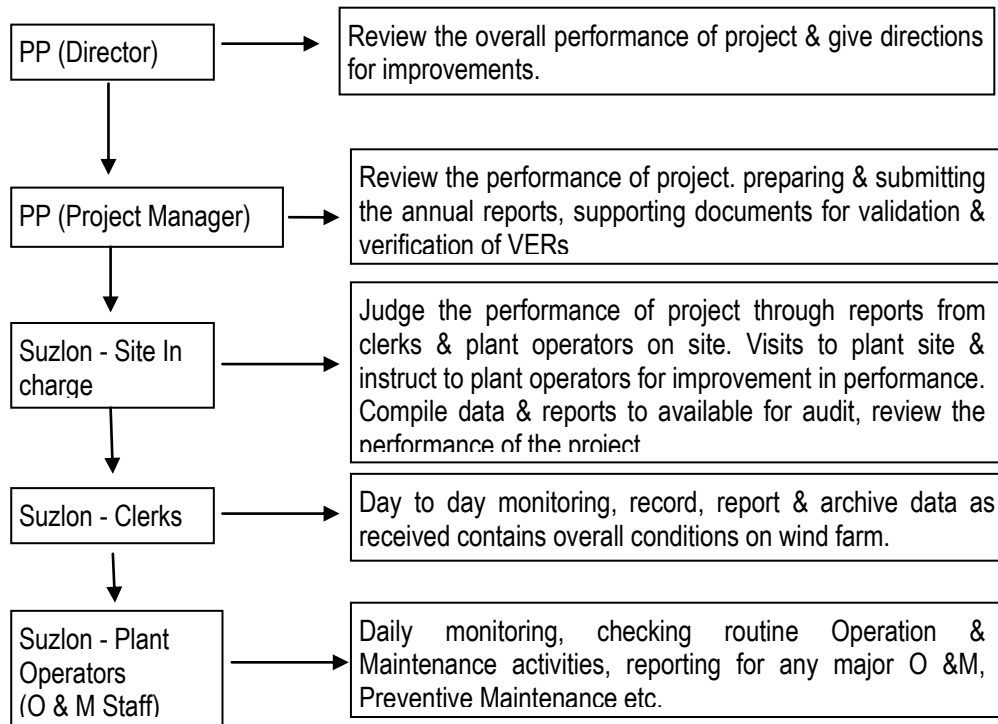 PP (Director)
Review the overall performance of project & give directions
for improvements.
PP (Project Manager)
Review the performance of project. preparing & submitting
the annual reports, supporting documents for validation &
verification of VERs
Suzlon - Site In
charge
Judge the performance of project through reports from
clerks & plant operators on site. Visits to plant site &
instruct to plant operators for improvement in performance.
Compile data & reports to available for audit, review the
performance of the project
Suzlon - Clerks
Day to day monitoring, record, report & archive data as
received contains overall conditions on wind farm.
Suzlon - Plant
Operators
(O & M Staff)
Daily monitoring, checking routine Operation &
Maintenance activities, reporting for any major O &M,
Preventive Maintenance etc.